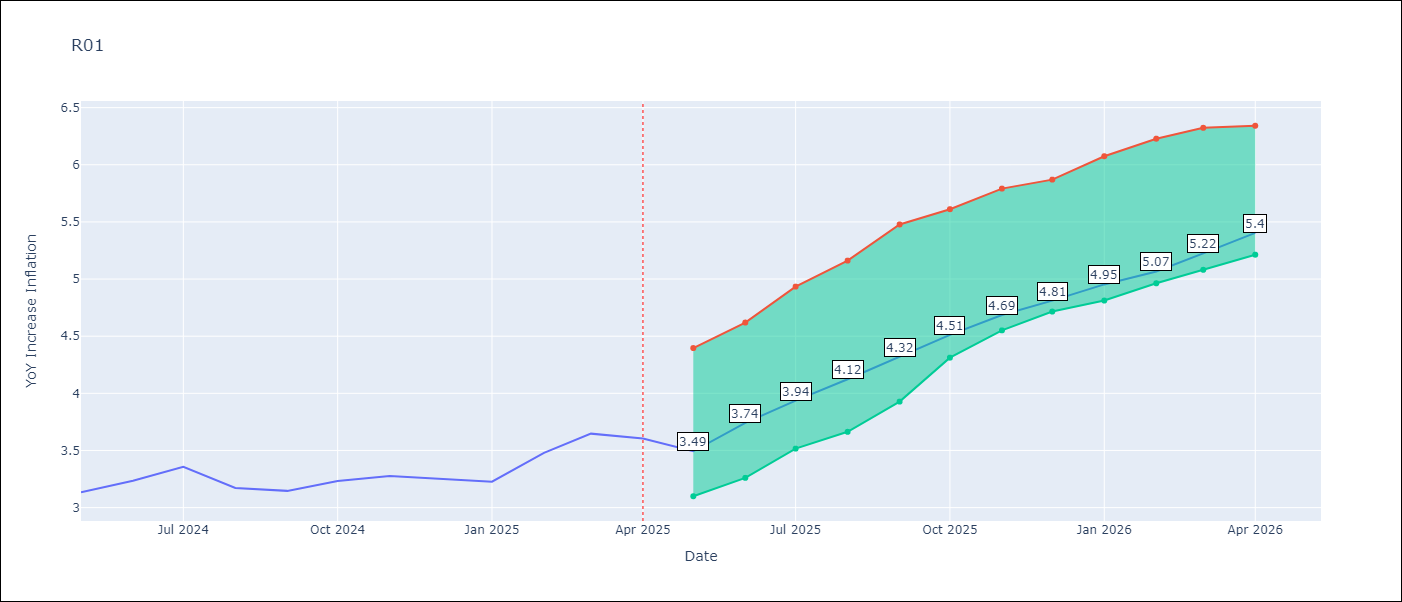 R01
6.5
6
5.5
5
4.5
4
3.5
3
YoY Increase Inflation
3.49
3.74
3.94
4.12
4.32
4.51
4.69
4.81
4.95
5.07
5.22
5.4
Jul 2024
Oct 2024
Jan 2025
Apr 2025
Jul 2025
Oct 2025
Jan 2026
Apr 2026
Date